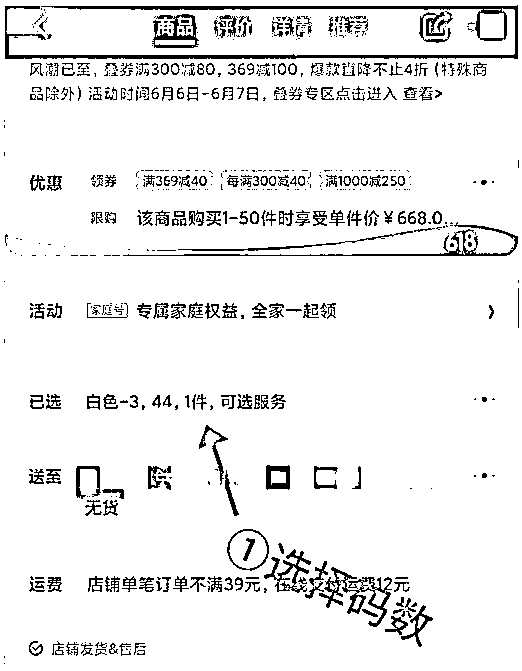 商品 评价 详情 推荐
风潮已至，叠券满300减80，369减100，爆款直降不止4折（特殊商
品除外）活动时间6月6日-6月7日，叠券专区点击进入 查看>
优惠 领券 满369减40 每满300减40 满1000减250
限购 该商品购买1-50件时享受单件价￥668.0...
618
活动 家庭号 专属家庭权益，全家一起领
已选 白色-3, 44, 1件, 可选服务
送至
无货
①选择码数
运费 店铺单笔订单不满39元，在线支付运费12元
店铺发货&售后